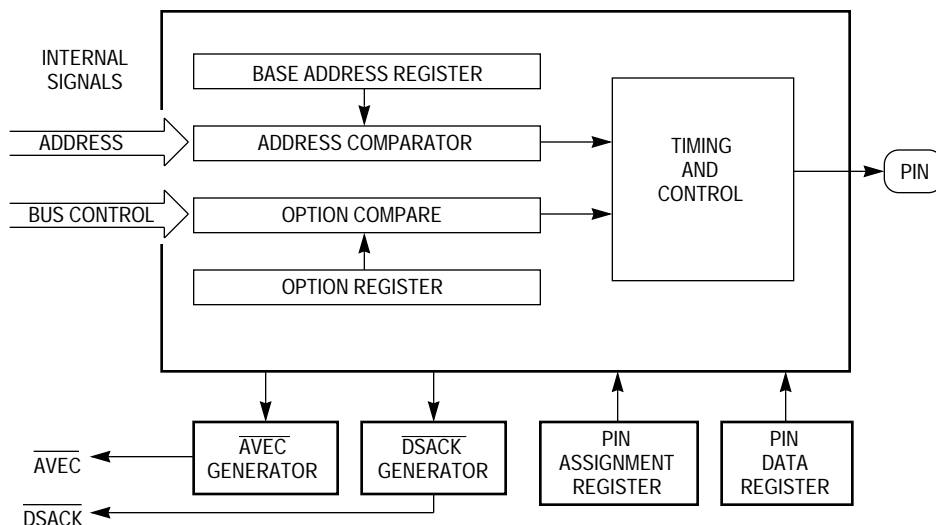 INTERNAL
SIGNALS
BASE ADDRESS REGISTER
ADDRESS
ADDRESS COMPARATOR
TIMING
AND
CONTROL
PIN
BUS CONTROL
OPTION COMPARE
OPTION REGISTER
AVEC
GENERATOR
DSACK
GENERATOR
PIN
ASSIGNMENT
REGISTER
PIN
DATA
REGISTER
AVEC
DSACK